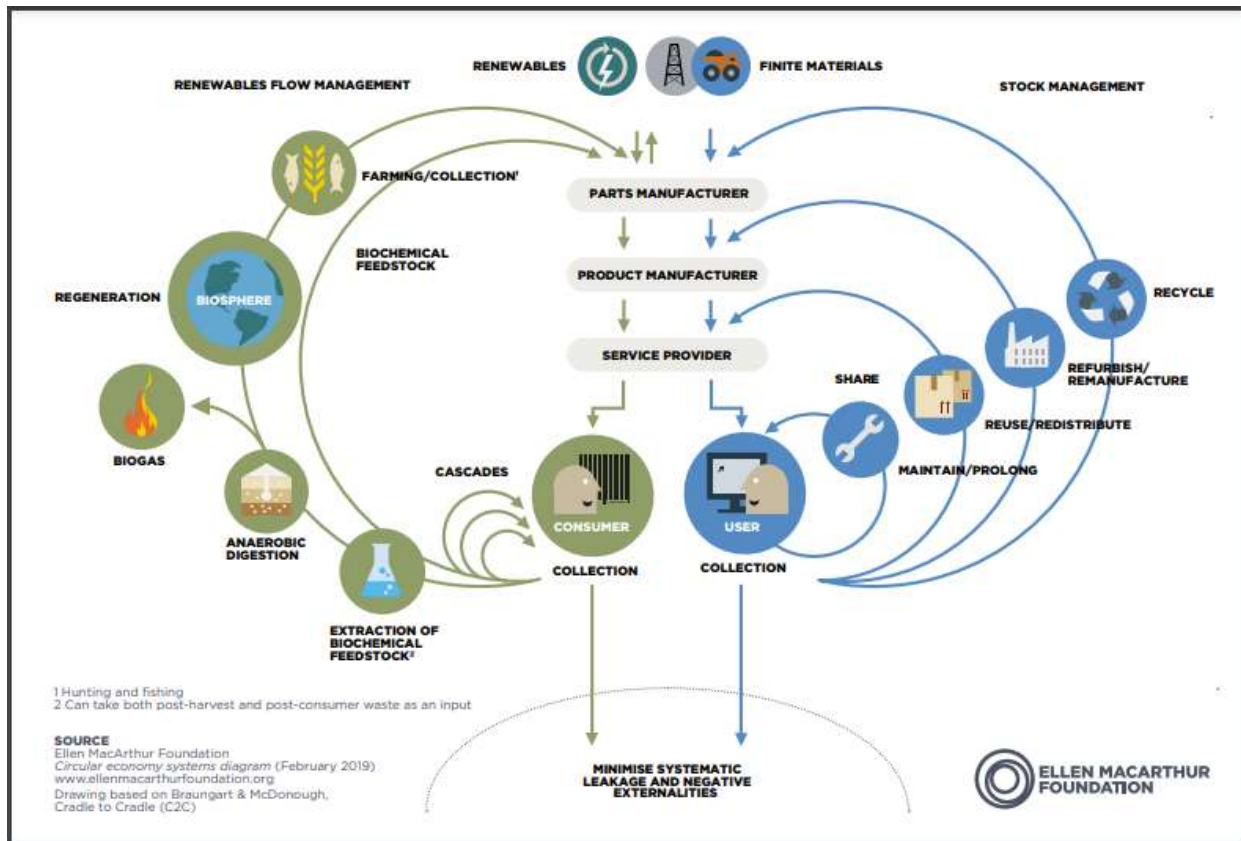 RENEWABLES
FINITE MATERIALS
RENEWABLES FLOW MANAGEMENT
STOCK MANAGEMENT
FARMING/COLLECTION¹
PARTS MANUFACTURER
BIOCHEMICAL
FEEDSTOCK
PRODUCT MANUFACTURER
REGENERATION
BIOSPHERE
RECYCLE
SERVICE PROVIDER
SHARE
REFURBISH/
REMANUFACTURE
REUSE/REDISTRIBUTE
BIOGAS
CASCADES
MAINTAIN/PROLONG
CONSUMER
USER
ANAEROBIC
DIGESTION
COLLECTION
COLLECTION
EXTRACTION OF
BIOCHEMICAL
FEEDSTOCK²
1 Hunting and fishing
2 Can take both post-harvest and post-consumer waste as an input
SOURCE
Ellen MacArthur Foundation
Circular economy systems diagram (February 2019)
www.ellenmacarthurfoundation.org
Drawing based on Braungart & McDonough,
Cradle to Cradle (C2C)
MINIMISE SYSTEMATIC
LEAKAGE AND NEGATIVE
EXTERNALITIES
ELLEN MACARTHUR
FOUNDATION